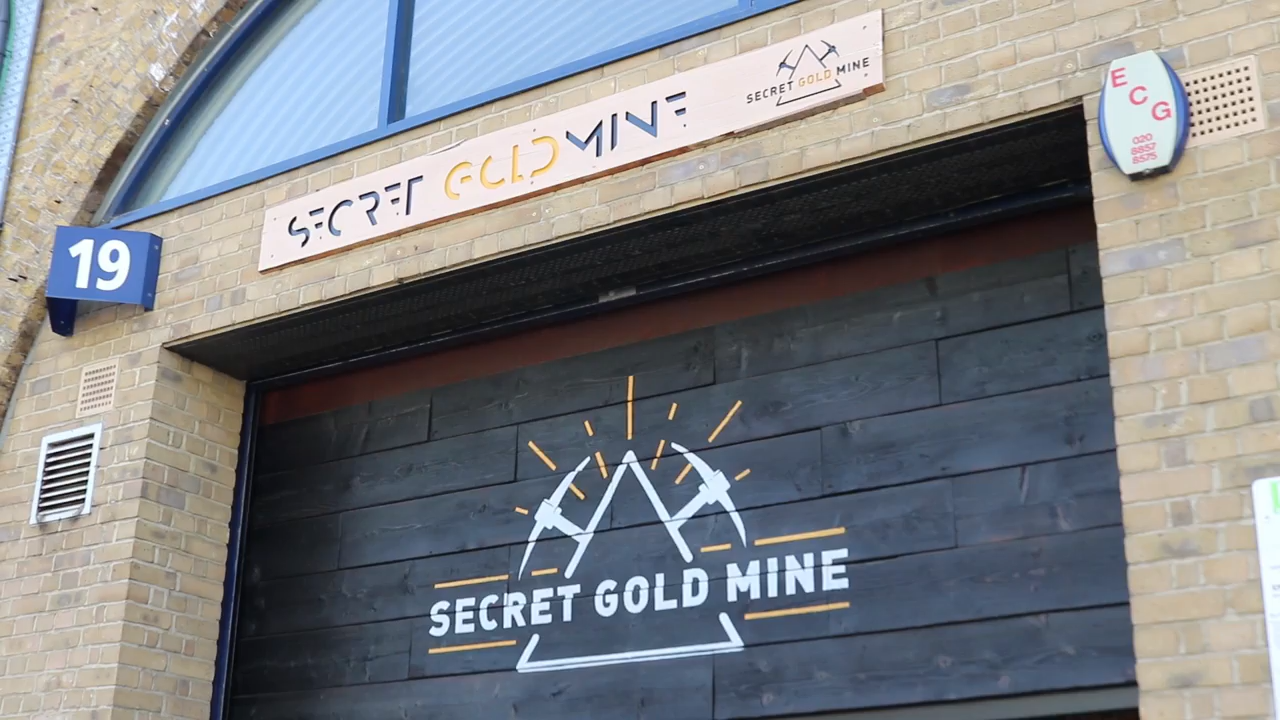 SECRET GOLD MINE
SECRET GOLD MINE
ECG
020
8857
8575
19
SECRET GOLD MINE